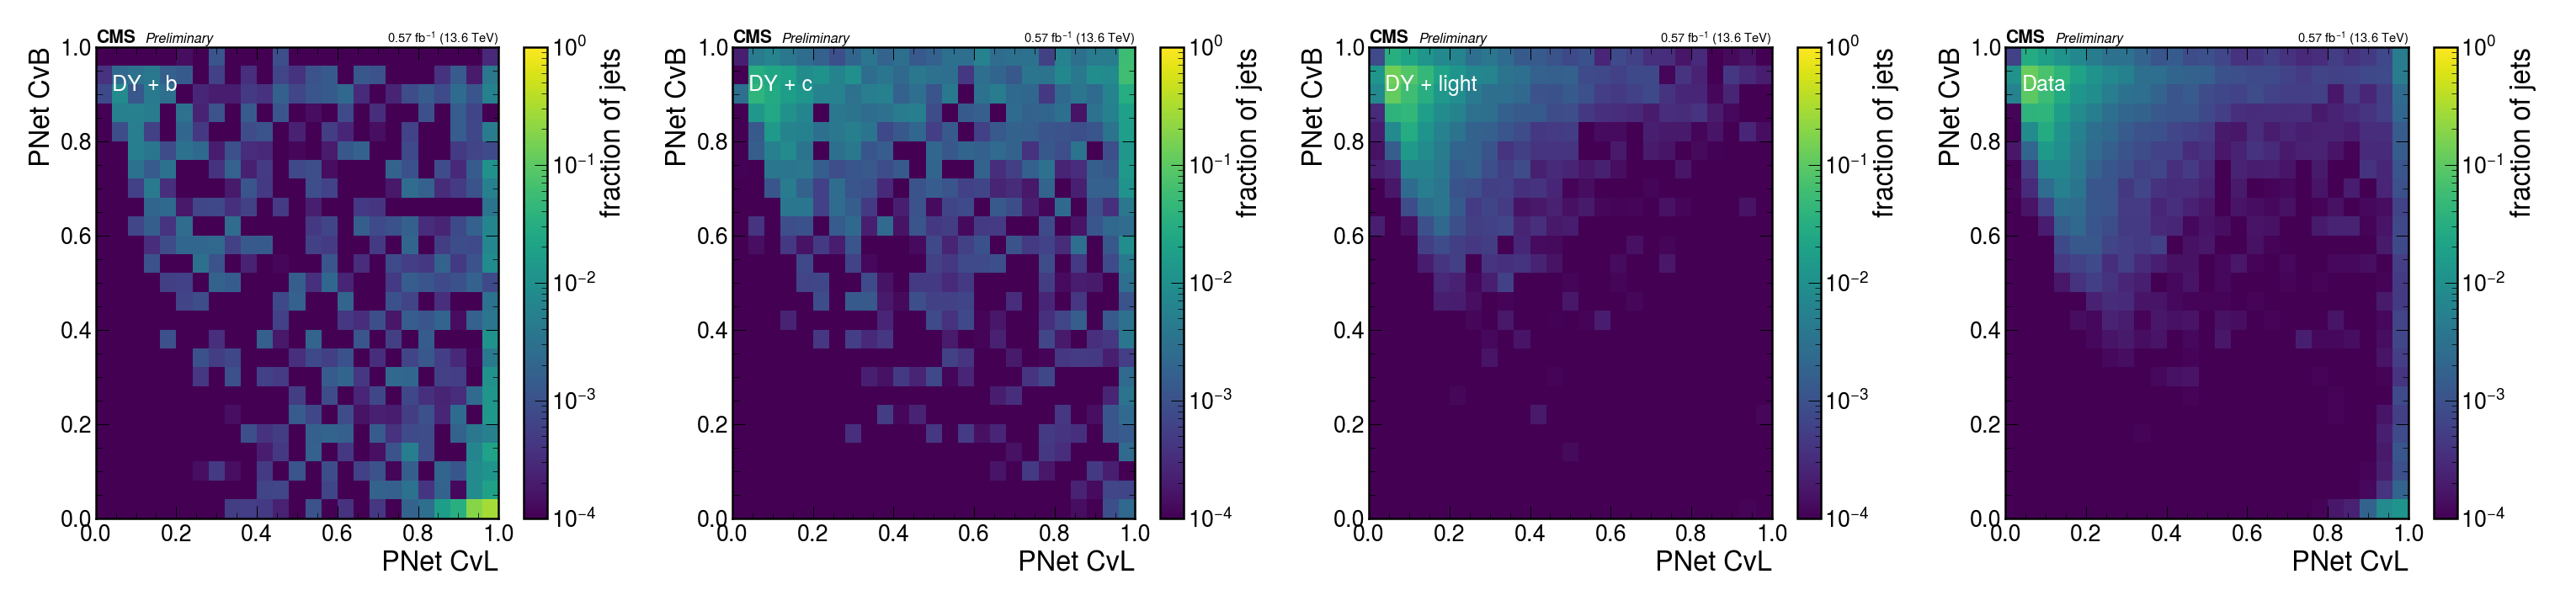 CMS Preliminary 0.57 fb⁻¹ (13.6 TeV)
DY + b
PNet CvB
1.0
0.8
0.6
0.4
0.2
0.0
0.0 0.2 0.4 0.6 0.8 1.0
PNet CvL
10⁰
10⁻¹
10⁻²
10⁻³
10⁻⁴
fraction of jets
CMS Preliminary 0.57 fb⁻¹ (13.6 TeV)
DY + c
PNet CvB
1.0
0.8
0.6
0.4
0.2
0.0
0.0 0.2 0.4 0.6 0.8 1.0
PNet CvL
10⁰
10⁻¹
10⁻²
10⁻³
10⁻⁴
fraction of jets
CMS Preliminary 0.57 fb⁻¹ (13.6 TeV)
DY + light
PNet CvB
1.0
0.8
0.6
0.4
0.2
0.0
0.0 0.2 0.4 0.6 0.8 1.0
PNet CvL
10⁰
10⁻¹
10⁻²
10⁻³
10⁻⁴
fraction of jets
CMS Preliminary 0.57 fb⁻¹ (13.6 TeV)
Data
PNet CvB
1.0
0.8
0.6
0.4
0.2
0.0
0.0 0.2 0.4 0.6 0.8 1.0
PNet CvL
10⁰
10⁻¹
10⁻²
10⁻³
10⁻⁴
fraction of jets